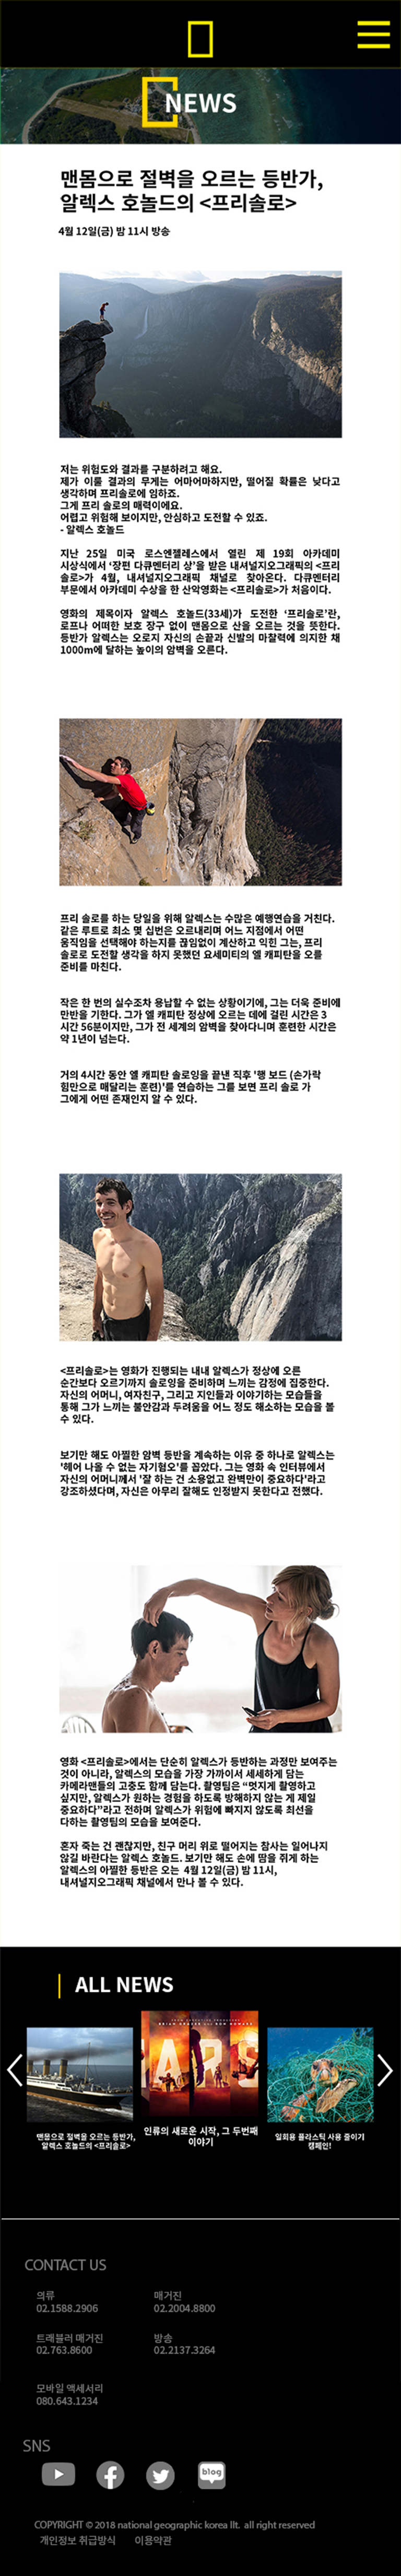 NEWS
맨몸으로 절벽을 오르는 등반가,
알렉스 호놀드의 <프리솔로>
4월 12일(금) 밤 11시 방송
저는 위험도와 결과를 구분하려고 해요.
제가 이룰 결과의 무게는 어마어마하지만, 떨어질 확률은 낮다고
생각하며 프리솔로에 임하죠.
그게 프리 솔로의 매력이에요.
어렵고 위험해 보이지만, 안심하고 도전할 수 있죠.
- 알렉스 호놀드
지난 25일 미국 로스엔젤레스에서 열린 제 19회 아카데미
시상식에서 '장편 다큐멘터리 상'을 받은 내셔널지오그래픽의 <프리
솔로>가 4월, 내셔널지오그래픽 채널로 찾아온다. 다큐멘터리
부문에서 아카데미 수상을 한 산악영화는 <프리솔로>가 처음이다.
영화의 제목이자 알렉스 호놀드(33세)가 도전한 '프리솔로'란,
로프나 어떠한 보호 장구 없이 맨몸으로 산을 오르는 것을 뜻한다.
등반가 알렉스는 오로지 자신의 손끝과 신발의 마찰력에 의지한 채
1000m에 달하는 높이의 암벽을 오른다.
프리 솔로를 하는 당일을 위해 알렉스는 수많은 예행연습을 거친다.
같은 루트로 최소 몇 십번은 오르내리며 어느 지점에서 어떤
움직임을 선택해야 하는지를 끊임없이 계산하고 익힌 그는, 프리
솔로로 도전할 생각을 하지 못했던 요세미티의 엘 캐피탄을 오를
준비를 마친다.
작은 한 번의 실수조차 용납할 수 없는 상황이기에, 그는 더욱 준비에
만반을 기한다. 그가 엘 캐피탄 정상에 오르는 데에 걸린 시간은 3
시간 56분이지만, 그가 전 세계의 암벽을 찾아다니며 훈련한 시간은
약 1년이 넘는다.
거의 4시간 동안 엘 캐피탄 솔로잉을 끝낸 직후 '행 보드 (손가락
힘만으로 매달리는 훈련)'를 연습하는 그를 보면 프리 솔로 가
그에게 어떤 존재인지 알 수 있다.
<프리솔로>는 영화가 진행되는 내내 알렉스가 정상에 오른
순간보다 오르기까지 솔로잉을 준비하며 느끼는 감정에 집중한다.
자신의 어머니, 여자친구, 그리고 지인들과 이야기하는 모습들을
통해 그가 느끼는 불안감과 두려움을 어느 정도 해소하는 모습을 볼
수 있다.
보기만 해도 아찔한 암벽 등반을 계속하는 이유 중 하나로 알렉스는
'헤어 나올 수 없는 자기혐오'를 꼽았다. 그는 영화 속 인터뷰에서
자신의 어머니께서 '잘 하는 건 소용없고 완벽만이 중요하다'라고
강조하셨다며, 자신은 아무리 잘해도 인정받지 못한다고 전했다.
영화 <프리솔로>에서는 단순히 알렉스가 등반하는 과정만 보여주는
것이 아니라, 알렉스의 모습을 가장 가까이서 세세하게 담는
카메라맨들의 고충도 함께 담는다. 촬영팀은 "멋지게 촬영하고
싶지만, 알렉스가 원하는 경험을 하도록 방해하지 않는 게 제일
중요하다"라고 전하며 알렉스가 위험에 빠지지 않도록 최선을
다하는 촬영팀의 모습을 보여준다.
혼자 죽는 건 괜찮지만, 친구 머리 위로 떨어지는 참사는 일어나지
않길 바란다는 알렉스 호놀드. 보기만 해도 손에 땀을 쥐게 하는
알렉스의 아찔한 등반은 오는 4월 12일(금) 밤 11시,
내셔널지오그래픽 채널에서 만나 볼 수 있다.
ALL NEWS
맨몸으로 절벽을 오르는 등반가,
알렉스 호놀드의 <프리솔로>
인류의 새로운 시작, 그 두번째
이야기
일회용 플라스틱 사용 줄이기
캠페인!
CONTACT US
의류 매거진
02.1588.2906 02.2004.8800
트래블러 매거진 방송
02.763.8600 02.2137.3264
모바일 액세서리
080.643.1234
SNS
blog
COPYRIGHT © 2018 national geographic korea llt. all right reserved
개인정보 취급방식 이용약관